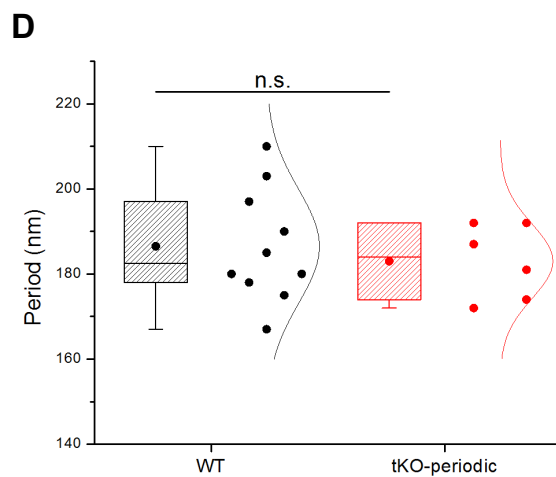 D
n.s.
220
200
180
160
140
Period (nm)
WT
tKO-periodic